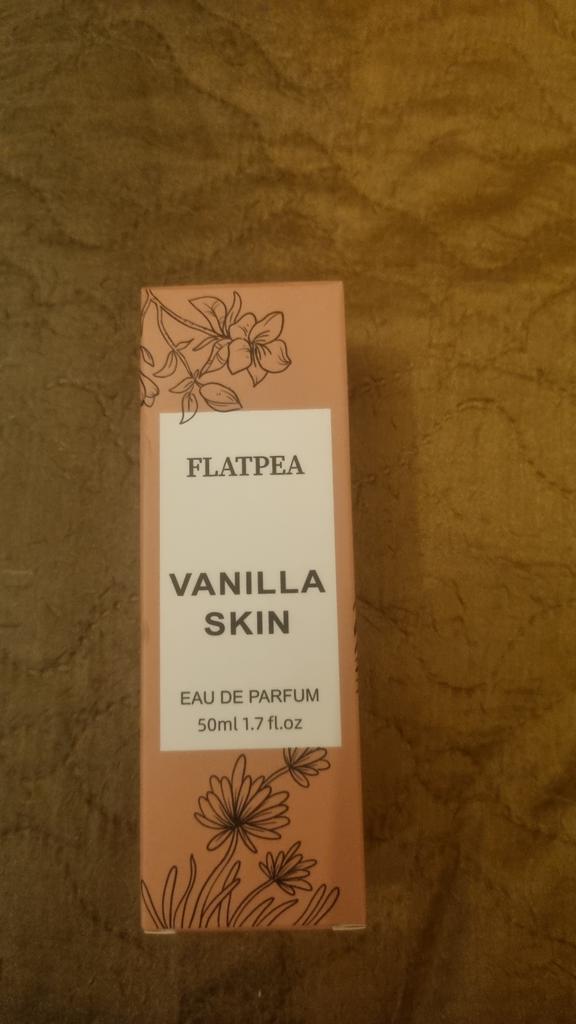 FLATPEA
VANILLA
SKIN
EAU DE PARFUM
50ml 1.7 fl.oz